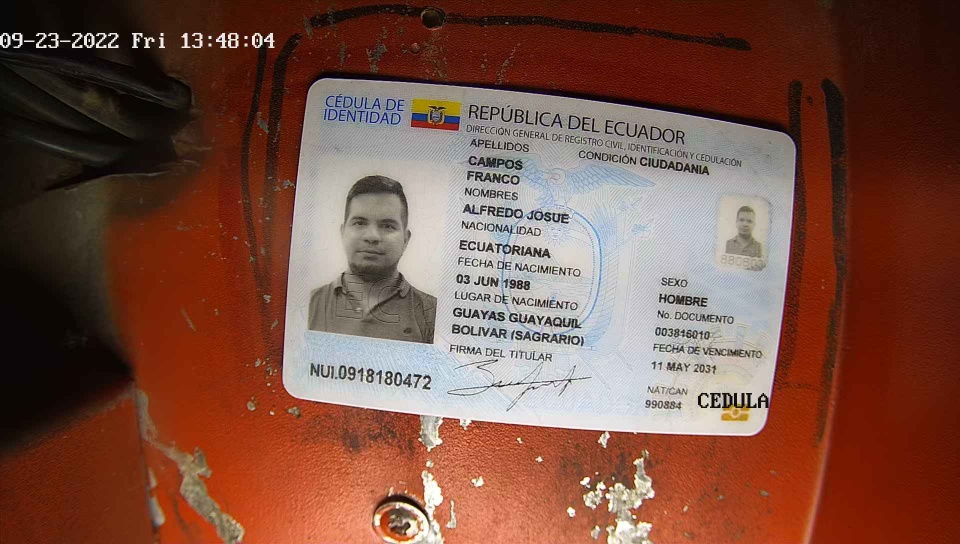 09-23-2022 Fri 13:48:04
CÉDULA DE
IDENTIDAD
REPÚBLICA DEL ECUADOR
DIRECCIÓN GENERAL DE REGISTRO CIVIL, IDENTIFICACIÓN Y CEDULACIÓN
APELLIDOS
CONDICIÓN CIUDADANIA
CAMPOS
FRANCO
NOMBRES
ALFREDO JOSUE
NACIONALIDAD
ECUATORIANA
FECHA DE NACIMIENTO
03 JUN 1988
LUGAR DE NACIMIENTO
GUAYAS GUAYAQUIL
BOLIVAR (SAGRARIO)
FIRMA DEL TITULAR
SEXO
HOMBRE
No. DOCUMENTO
003816010
FECHA DE VENCIMIENTO
11 MAY 2031
NAT/CAN
990884
NUI.0918180472
CEDULA